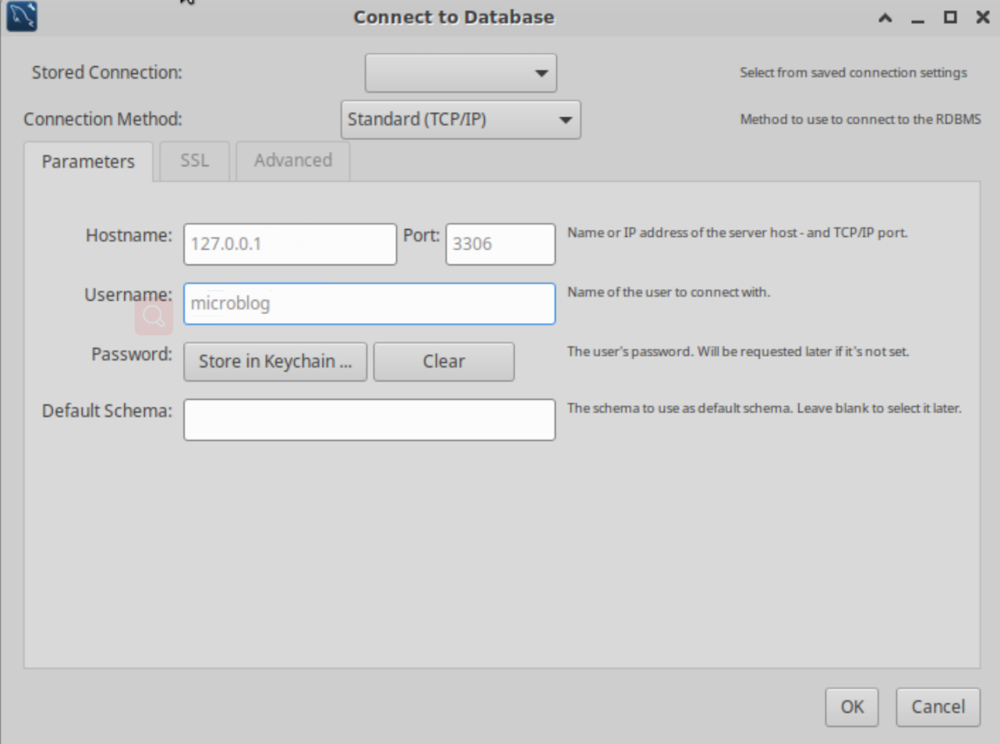 Connect to Database
Stored Connection:
Select from saved connection settings
Connection Method: Standard (TCP/IP)
Method to use to connect to the RDBMS
Parameters SSL Advanced
Hostname: 127.0.0.1 Port: 3306 Name or IP address of the server host - and TCP/IP port.
Username: microblog Name of the user to connect with.
Password: Store in Keychain ... Clear The user's password. Will be requested later if it's not set.
Default Schema: The schema to use as default schema. Leave blank to select it later.
OK Cancel